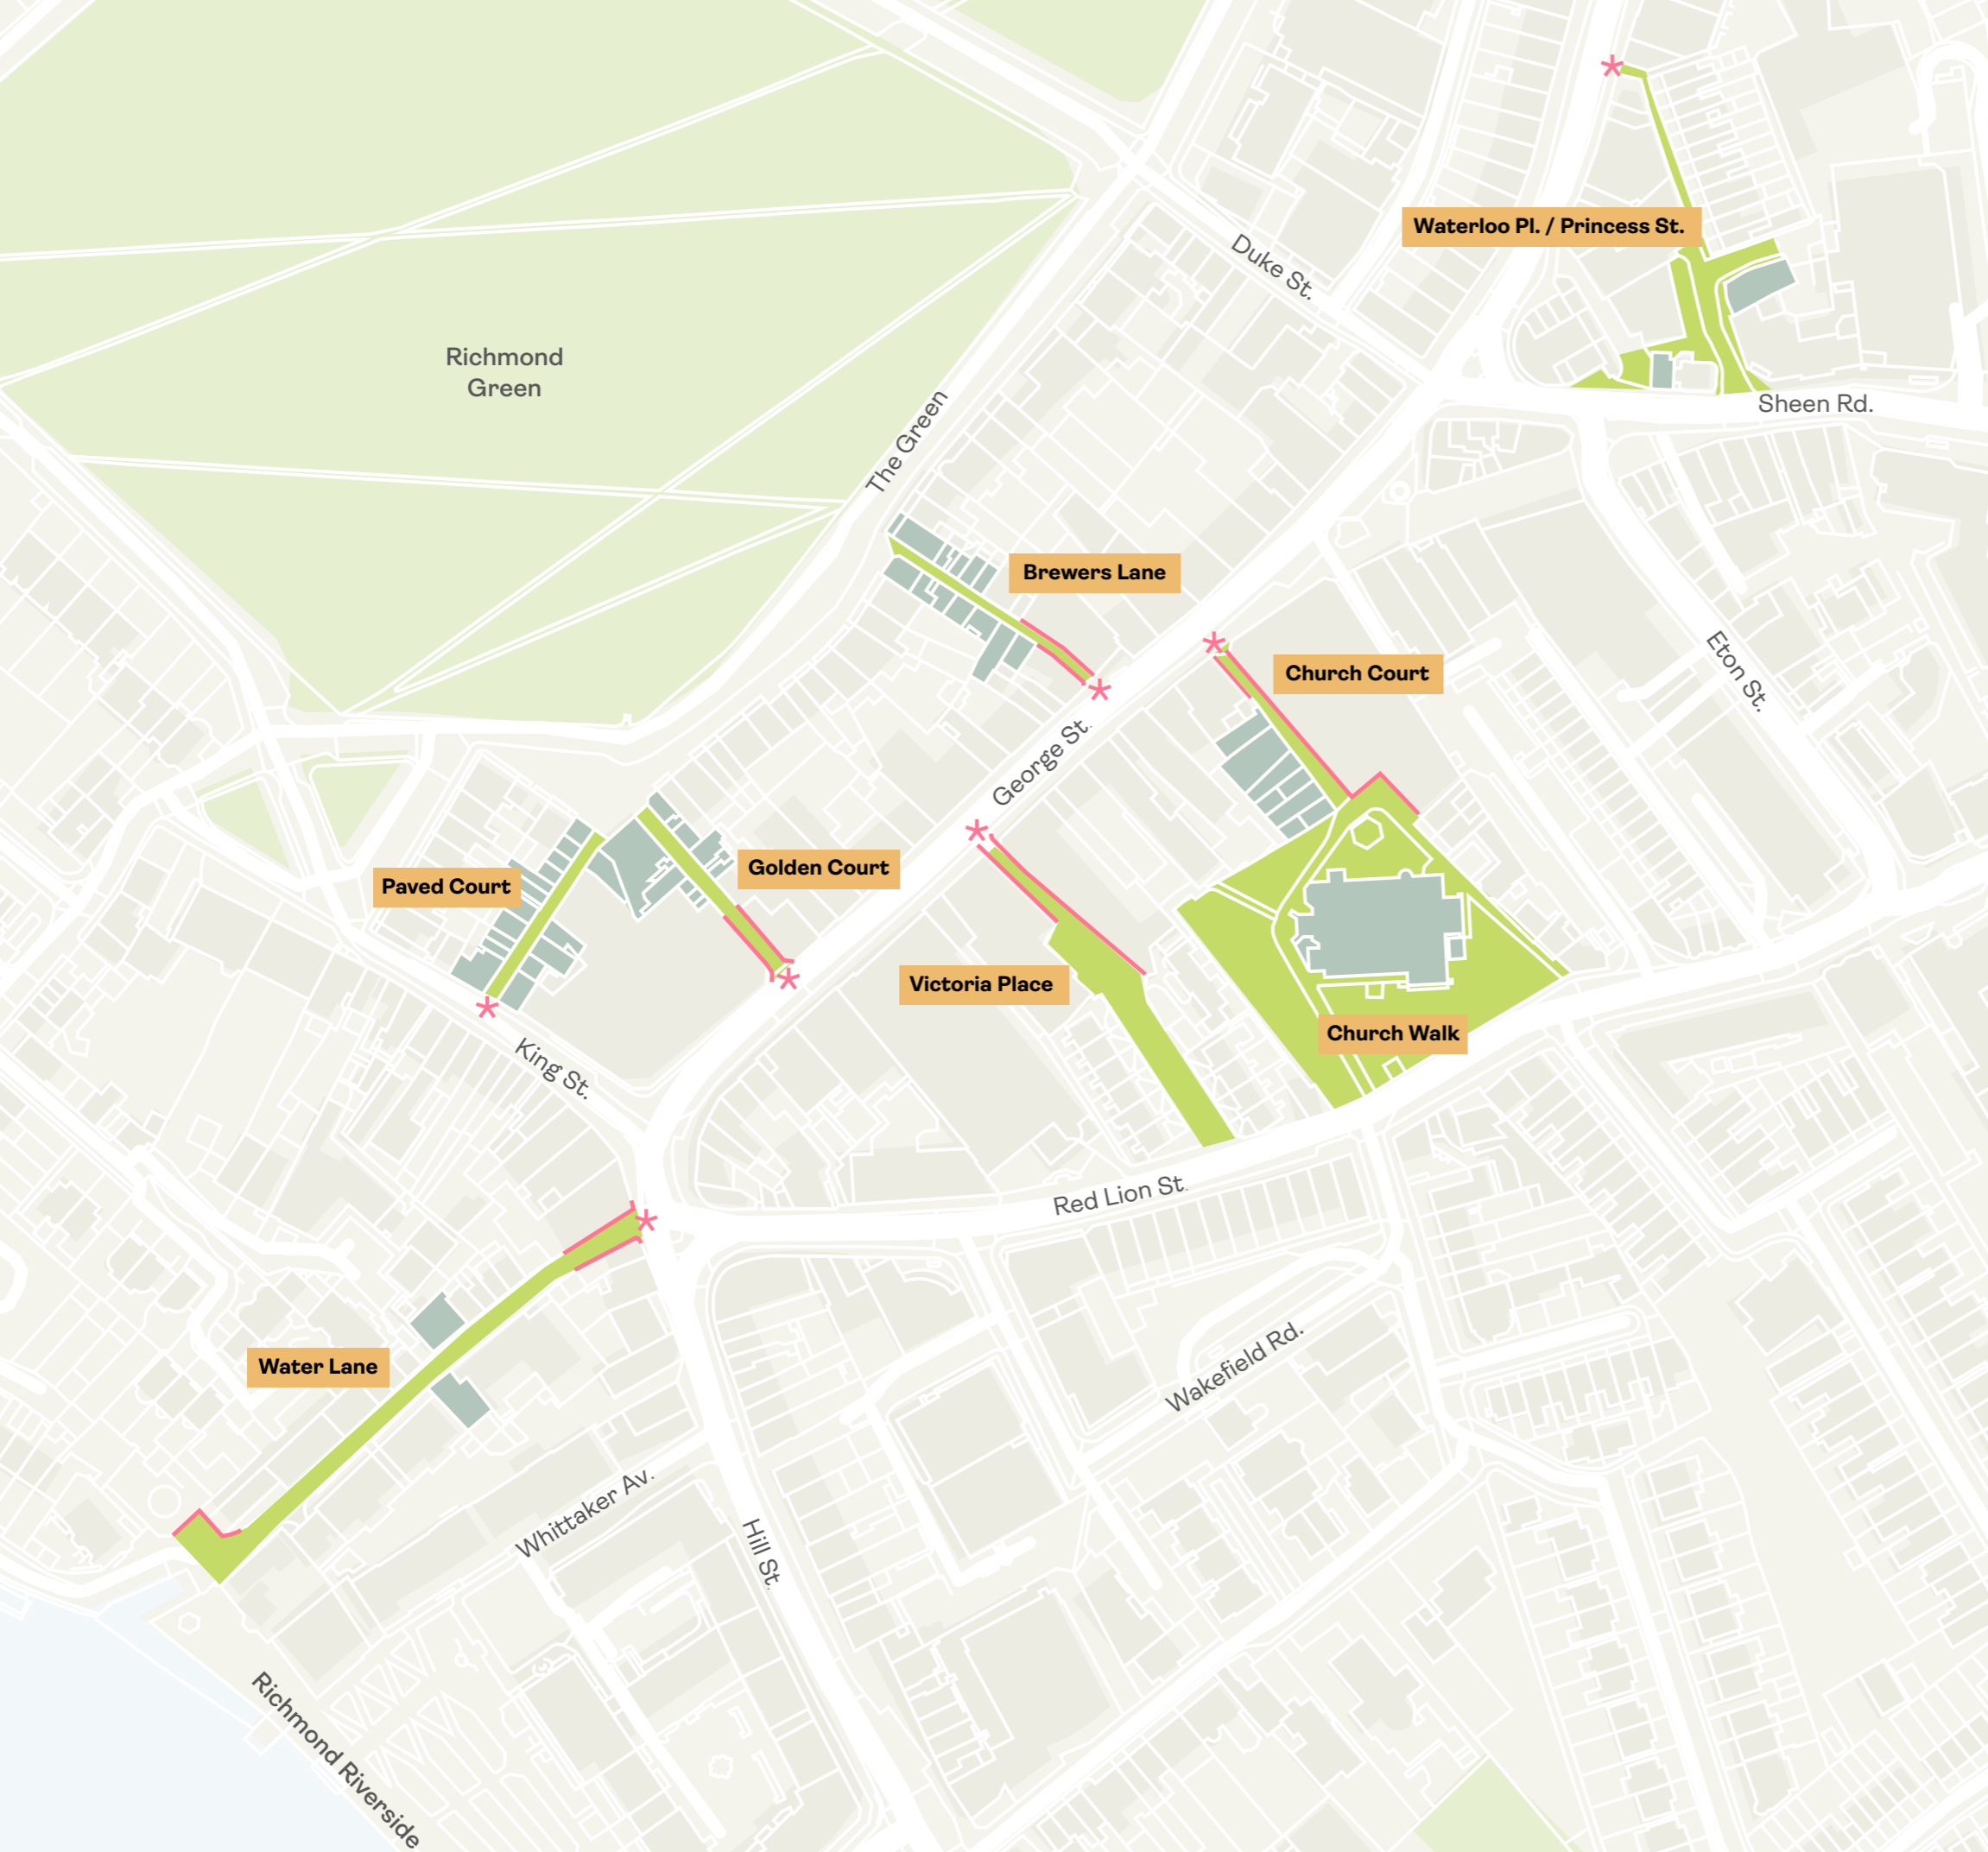 Waterloo Pl. / Princess St.
Duke St.
Richmond
Green
Sheen Rd.
The Green
Brewers Lane
Church Court
Eton St.
George St.
Golden Court
Paved Court
Victoria Place
Church Walk
King St.
Red Lion St.
Water Lane
Wakefield Rd.
Whittaker Av.
Hill St.
Richmond Riverside